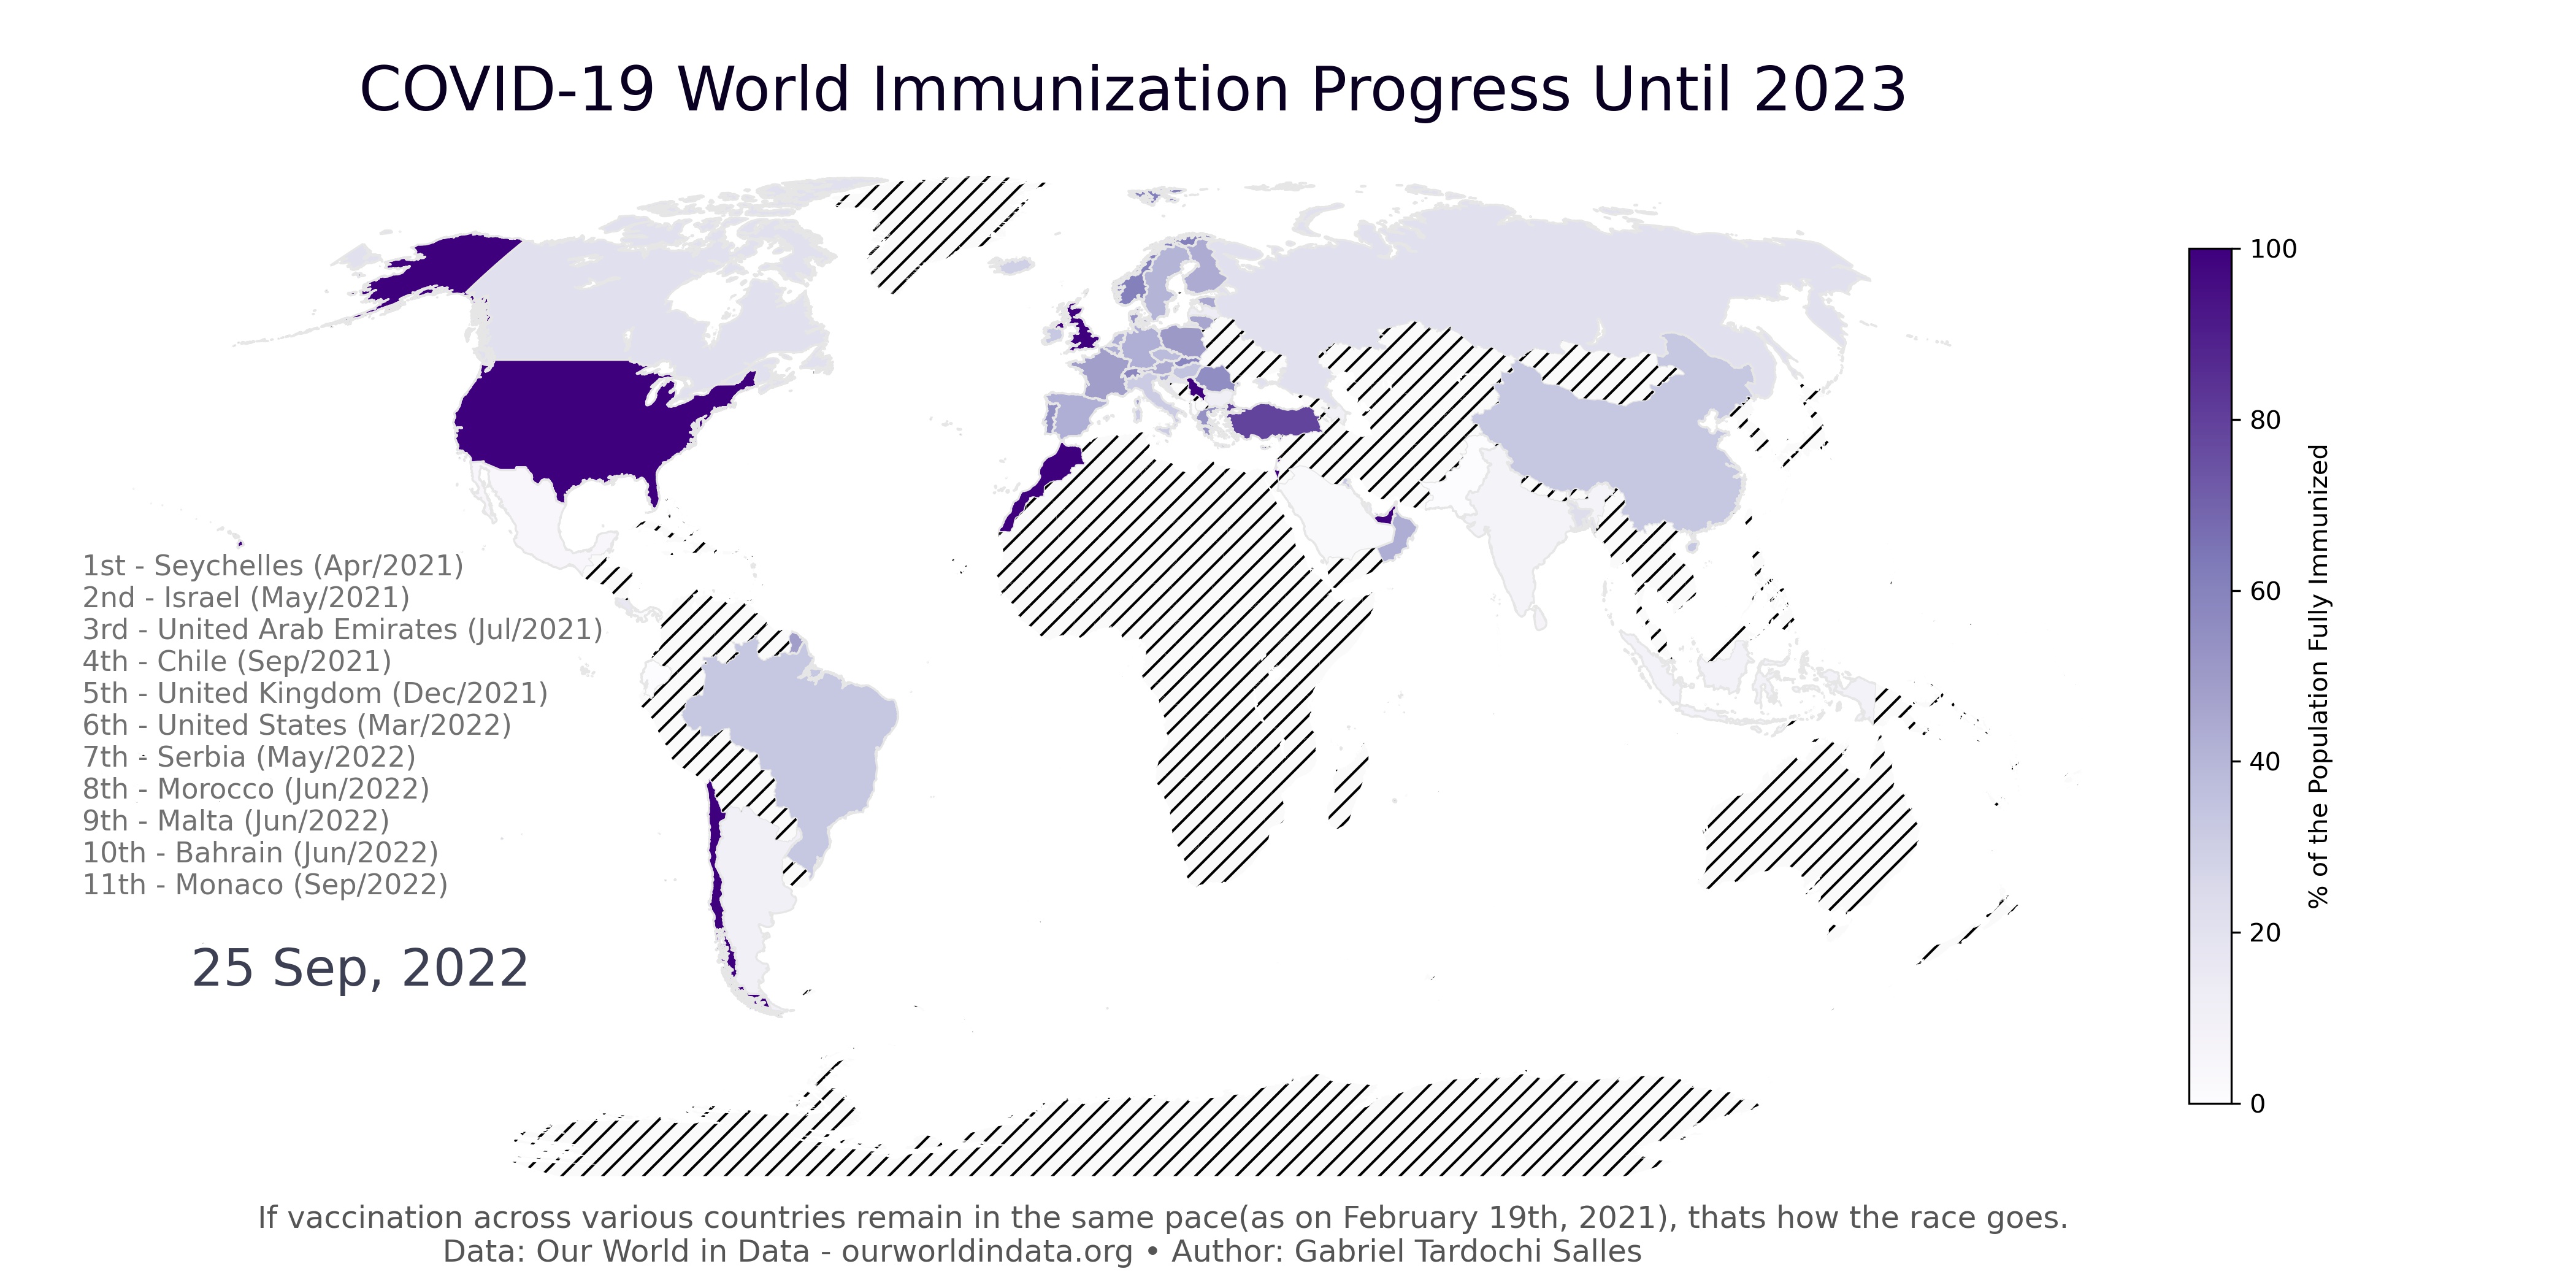 COVID-19 World Immunization Progress Until 2023
1st - Seychelles (Apr/2021)
2nd - Israel (May/2021)
3rd - United Arab Emirates (Jul/2021)
4th - Chile (Sep/2021)
5th - United Kingdom (Dec/2021)
6th - United States (Mar/2022)
7th - Serbia (May/2022)
8th - Morocco (Jun/2022)
9th - Malta (Jun/2022)
10th - Bahrain (Jun/2022)
11th - Monaco (Sep/2022)
25 Sep, 2022
100
80
60
40
20
0
% of the Population Fully Immunized
If vaccination across various countries remain in the same pace(as on February 19th, 2021), thats how the race goes.
Data: Our World in Data - ourworldindata.org • Author: Gabriel Tardochi Salles